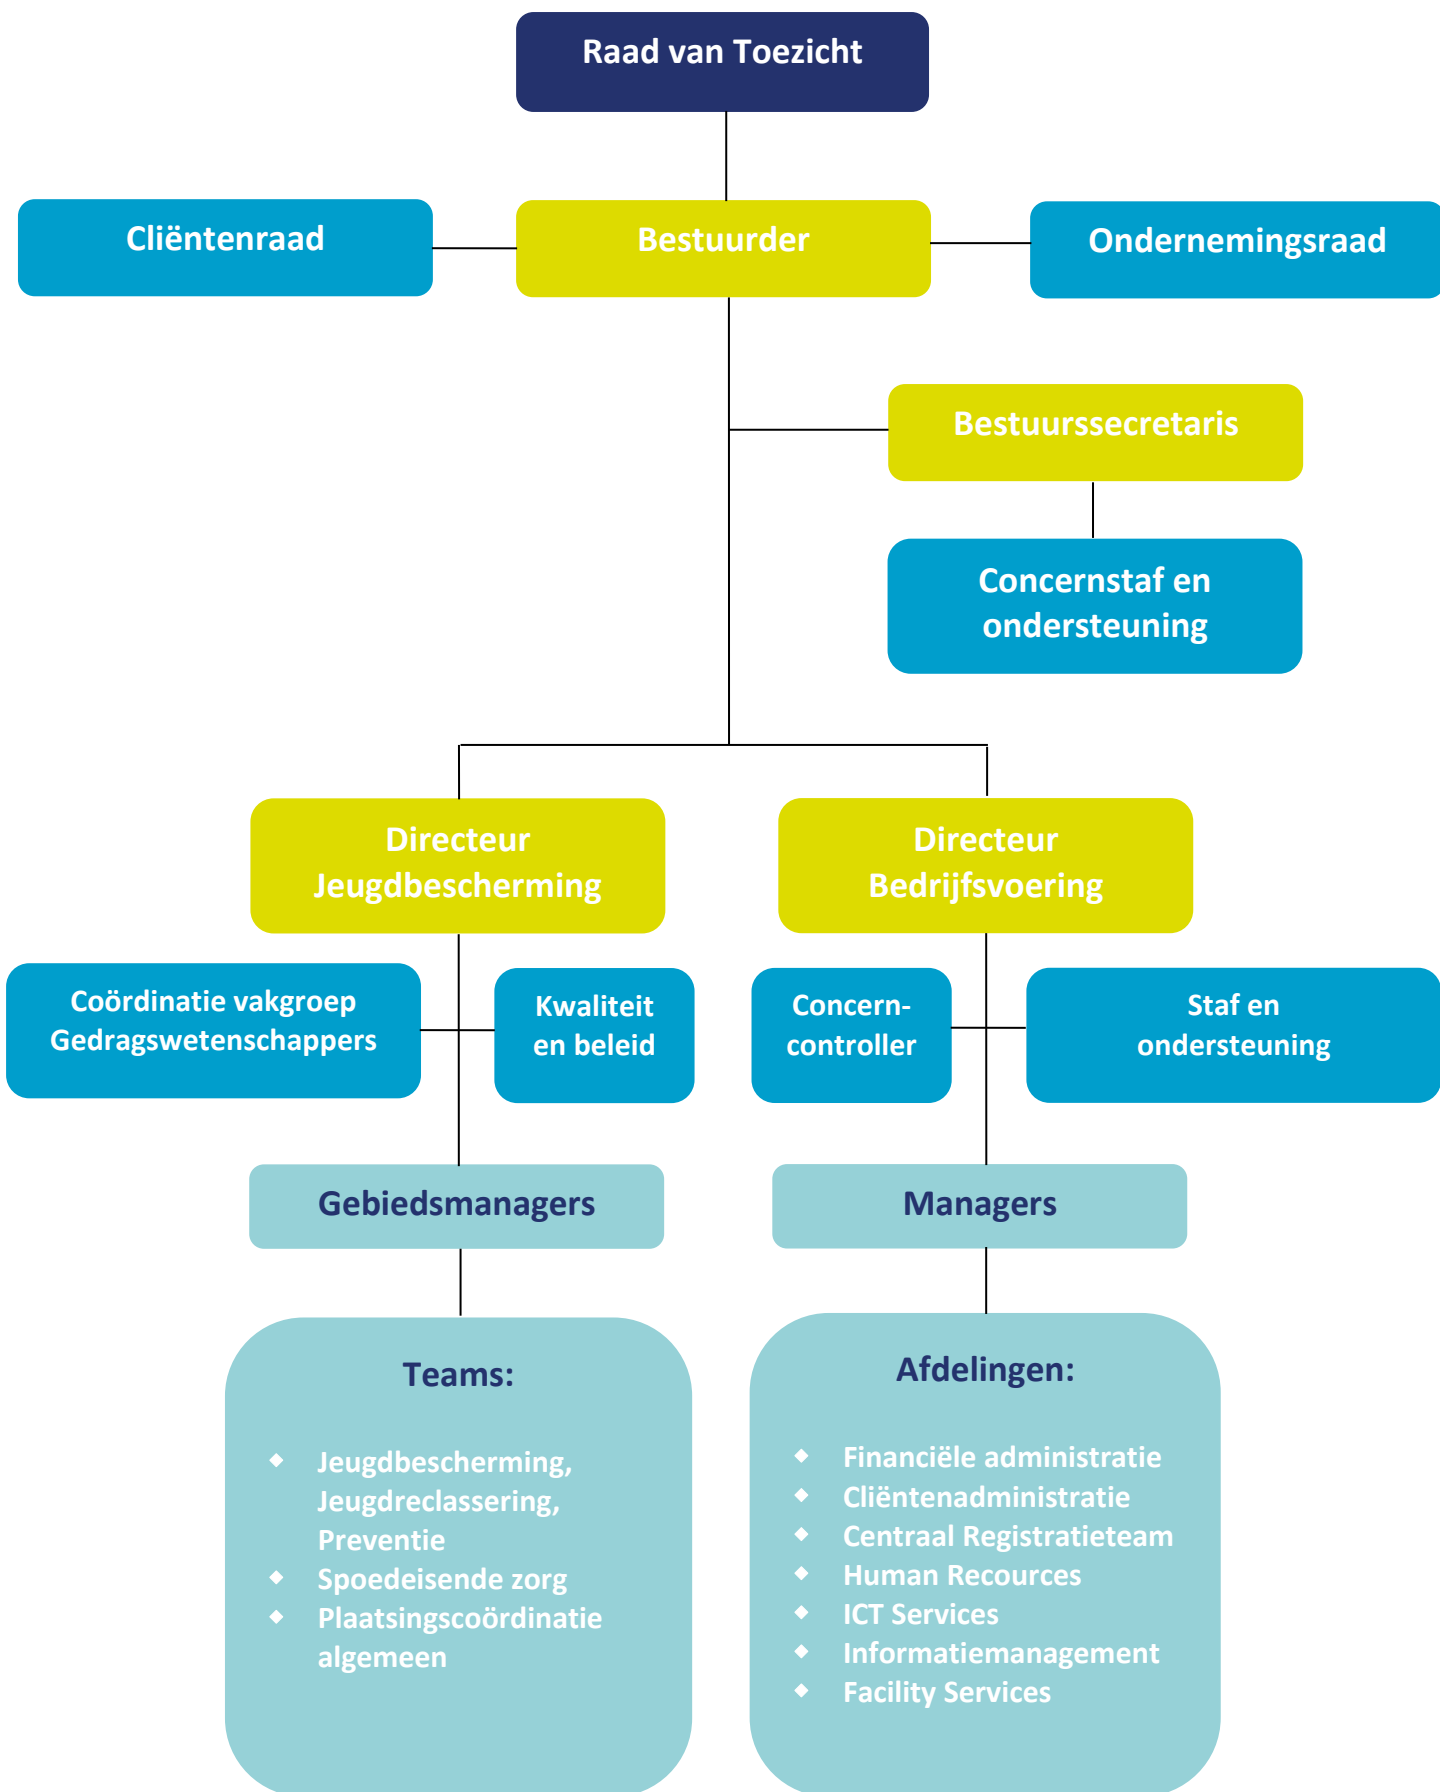 Raad van Toezicht
Cliëntenraad
Bestuurder
Ondernemingsraad
Bestuurssecretaris
Concernstaf en
ondersteuning
Directeur
Jeugdbescherming
Directeur
Bedrijfsvoering
Coördinatie vakgroep
Gedragswetenschappers
Kwaliteit
en beleid
Concern-
controller
Staf en
ondersteuning
Gebiedsmanagers
Managers
Teams:
◆ Jeugdbescherming,
Jeugdreclassering,
Preventie
◆ Spoedeisende zorg
◆ Plaatsingscoördinatie
algemeen
Afdelingen:
◆ Financiële administratie
◆ Cliëntenadministratie
◆ Centraal Registratieteam
◆ Human Recources
◆ ICT Services
◆ Informatiemanagement
◆ Facility Services